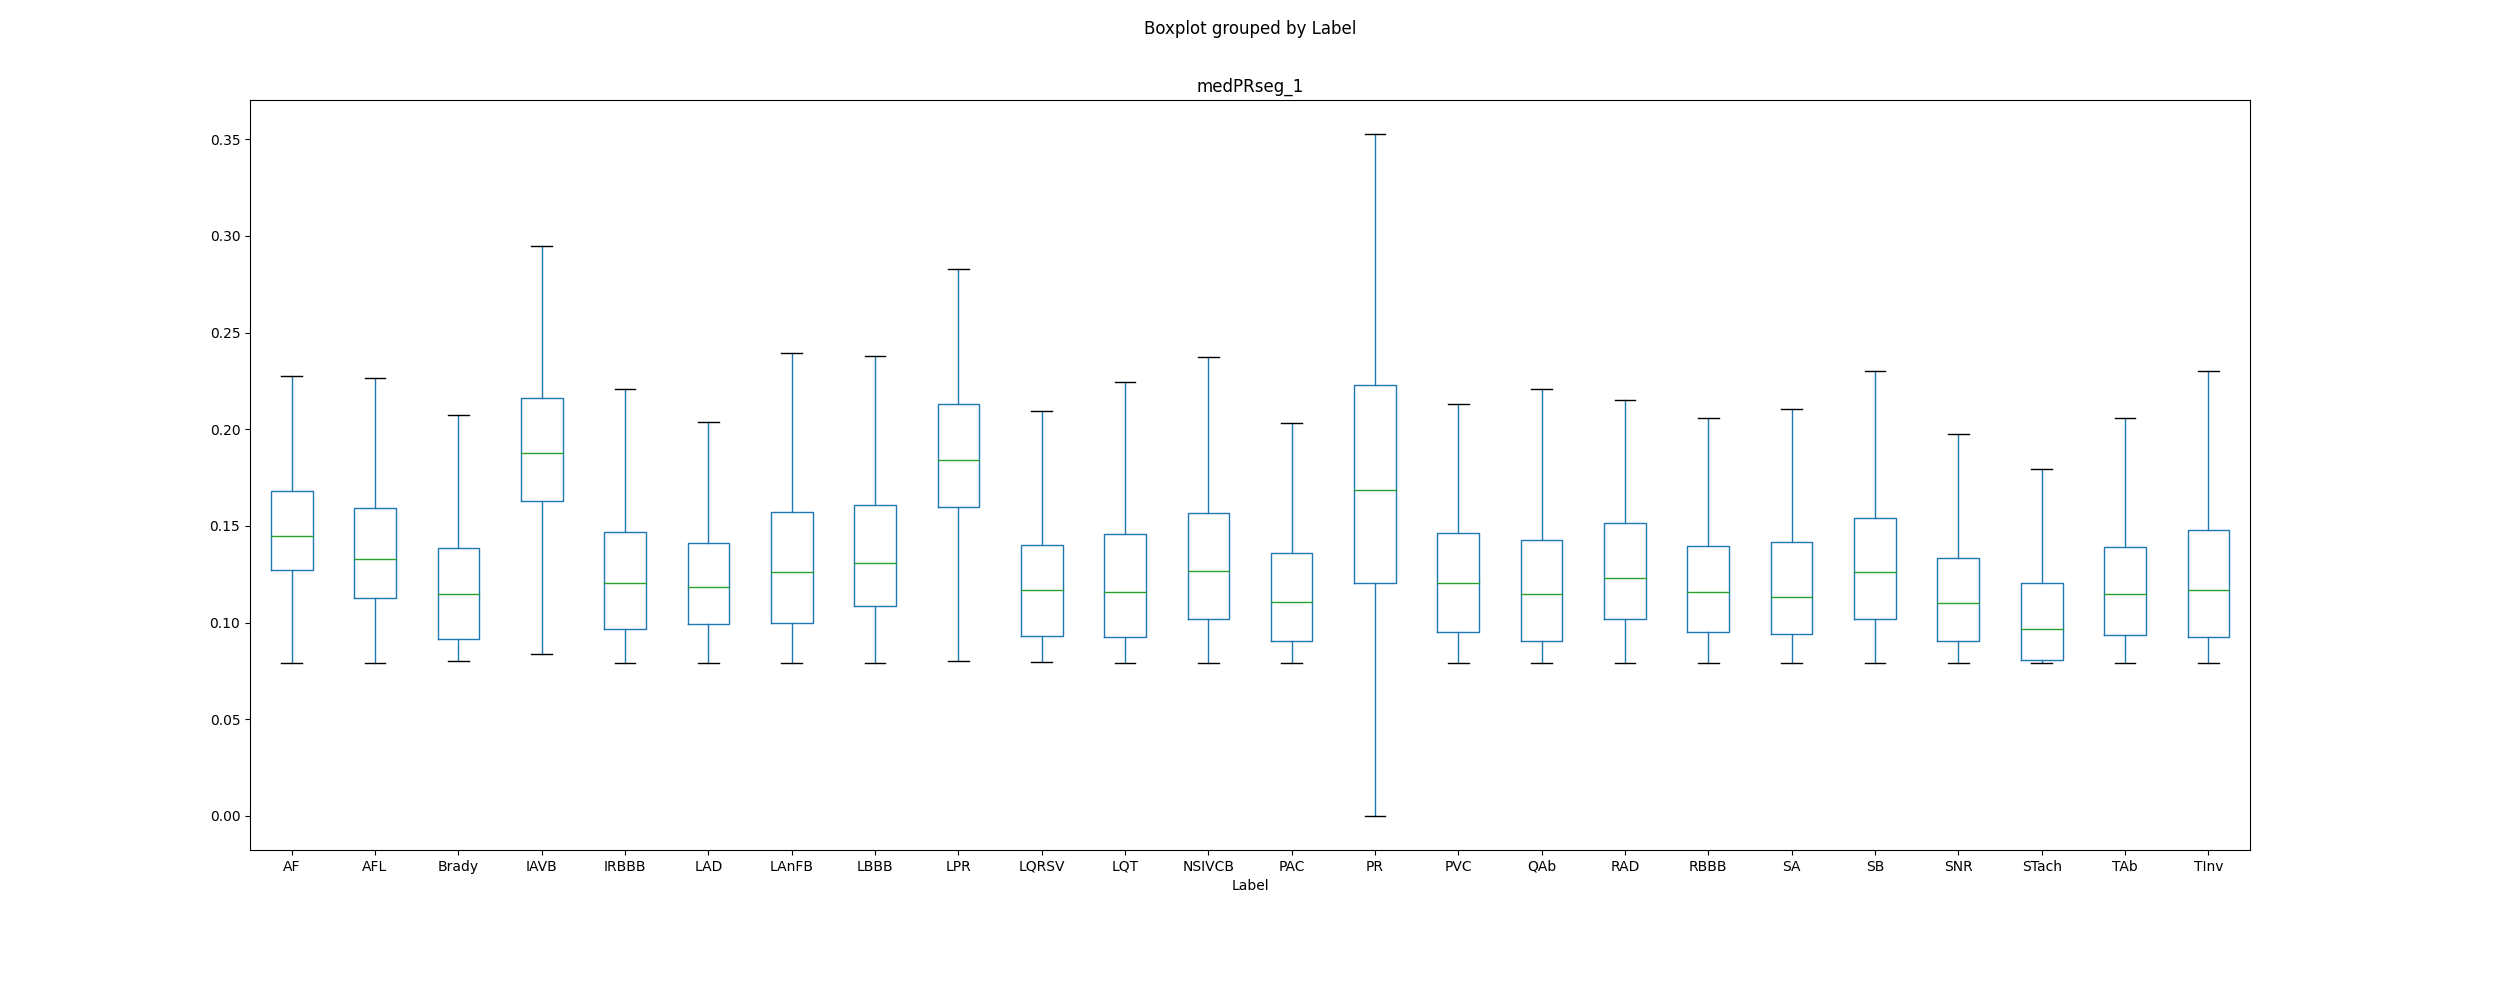 Boxplot grouped by Label
medPRseg_1
0.35
0.30
0.25
0.20
0.15
0.10
0.05
0.00
AF AFL Brady IAVB IRBBB LAD LAnFB LBBB LPR LQRSV LQT NSIVCB PAC PR PVC QAb RAD RBBB SA SB SNR STach TAb TInv
Label